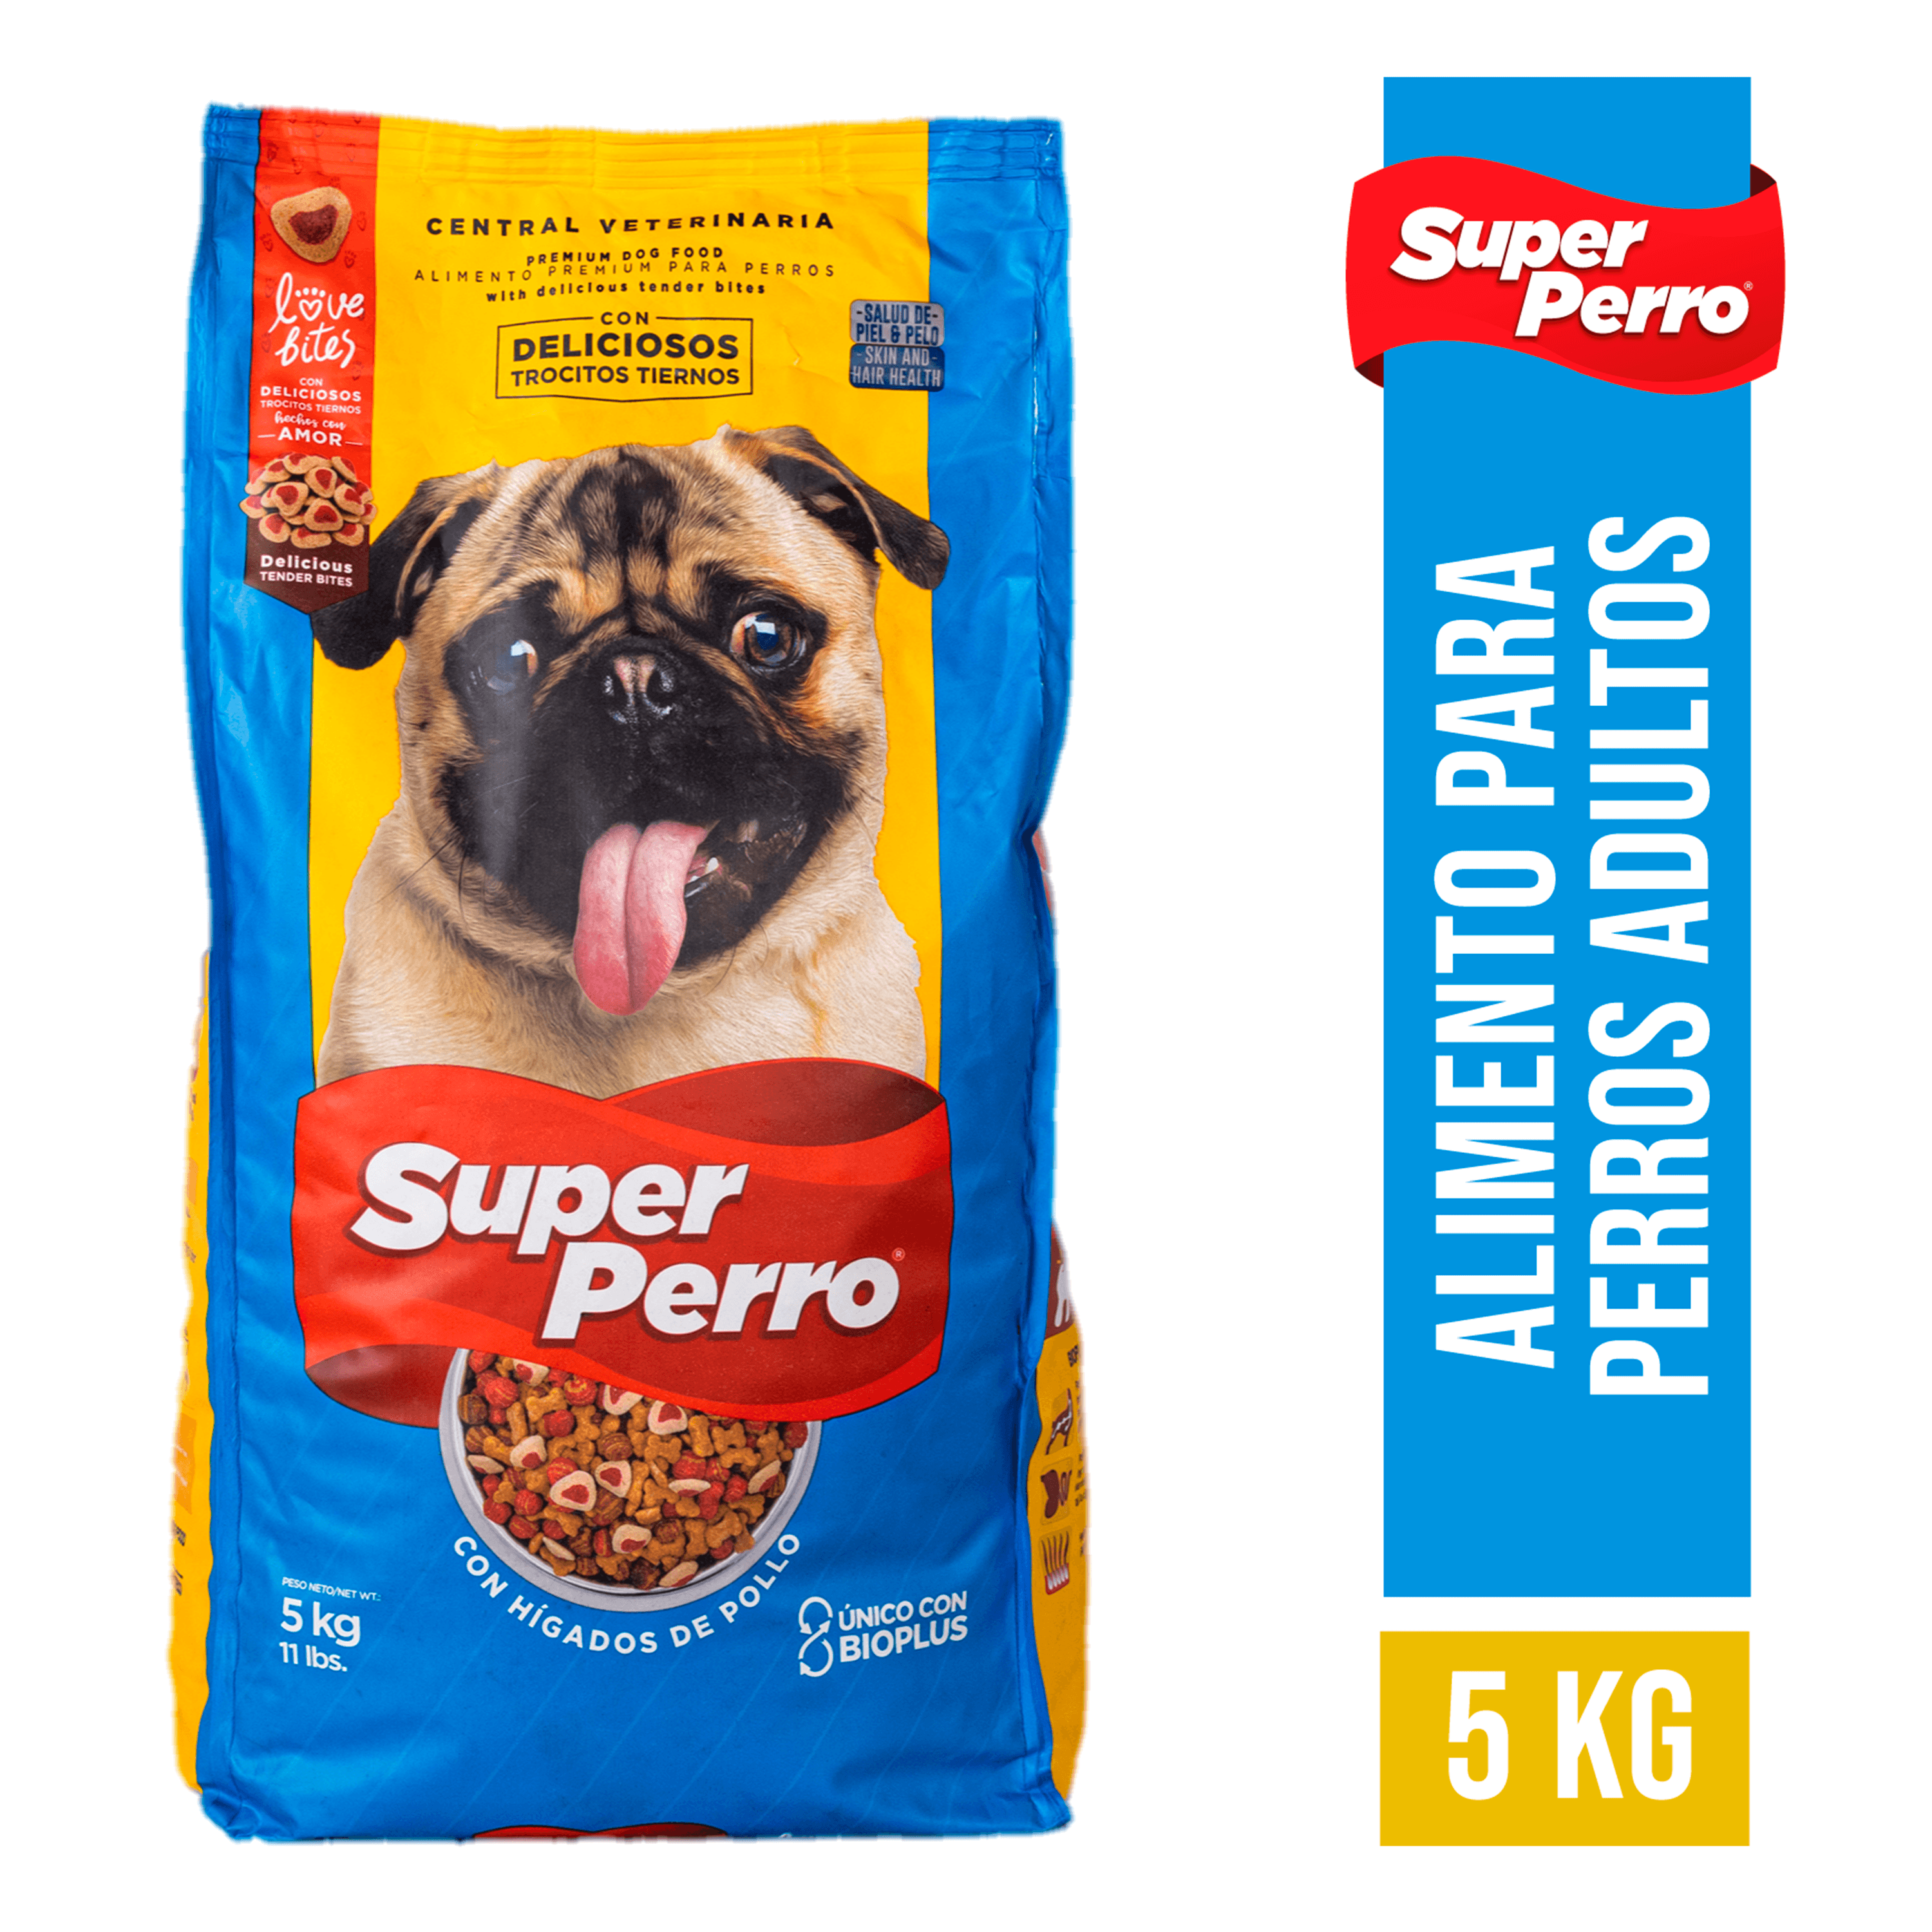 CENTRAL VETERINARIA
PREMIUM DOG FOOD
ALIMENTO PREMIUM PARA PERROS
with delicious tender bites
CON
DELICIOSOS
TROCITOS TIERNOS
-SALUD DE-
PIEL & PELO
-SKIN AND-
HAIR HEALTH
love
bites
CON
DELICIOSOS
TROCITOS TIERNOS
hechos con
AMOR
Delicious
TENDER BITES
Super
Perro®
CON HÍGADOS DE POLLO
PESO NETO/NET WT.:
5 kg
11 lbs.
ÚNICO CON
BIOPLUS
Super
Perro®
ALIMENTO PARA
PERROS ADULTOS
5 KG